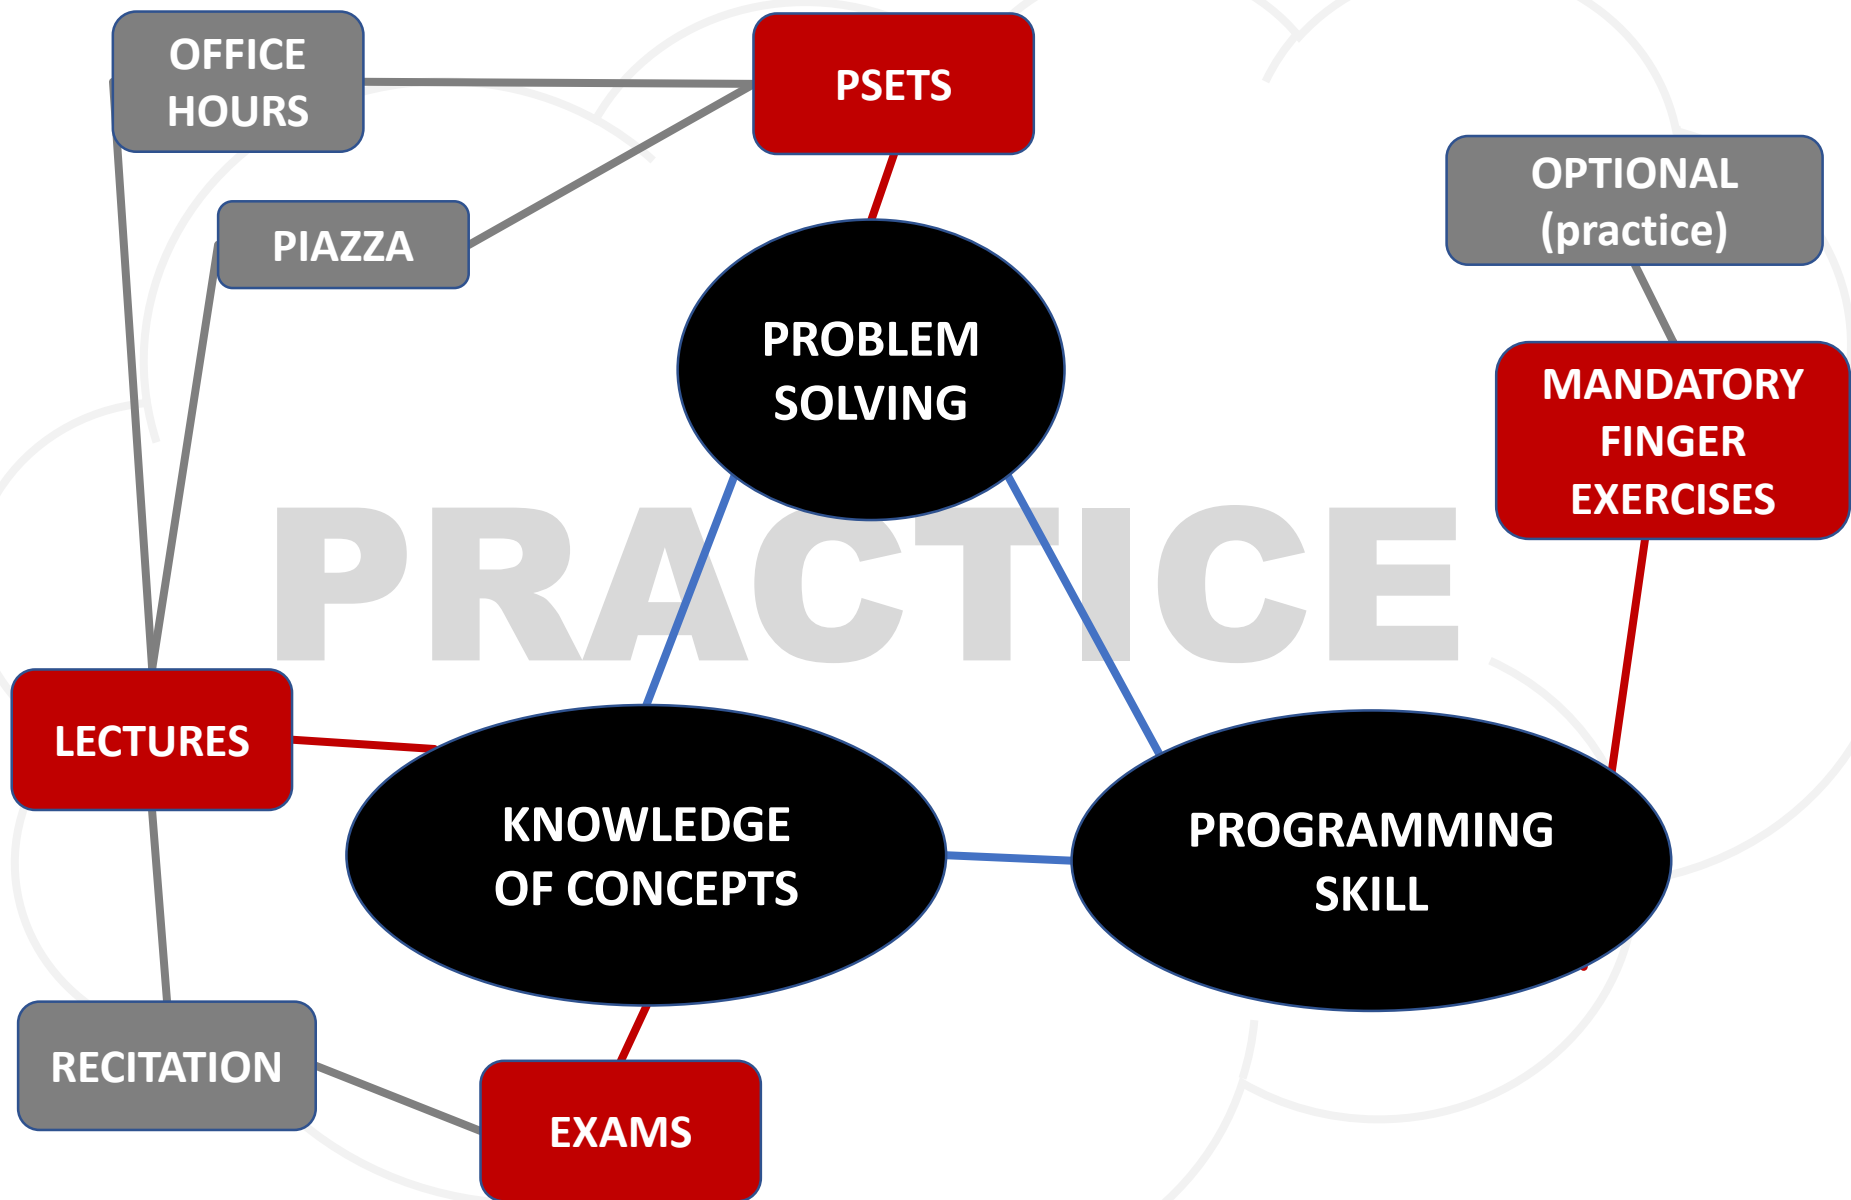 OFFICE
HOURS
PSETS
OPTIONAL
(practice)
PIAZZA
PROBLEM
SOLVING
MANDATORY
FINGER
EXERCISES
PRACTICE
LECTURES
KNOWLEDGE
OF CONCEPTS
PROGRAMMING
SKILL
RECITATION
EXAMS